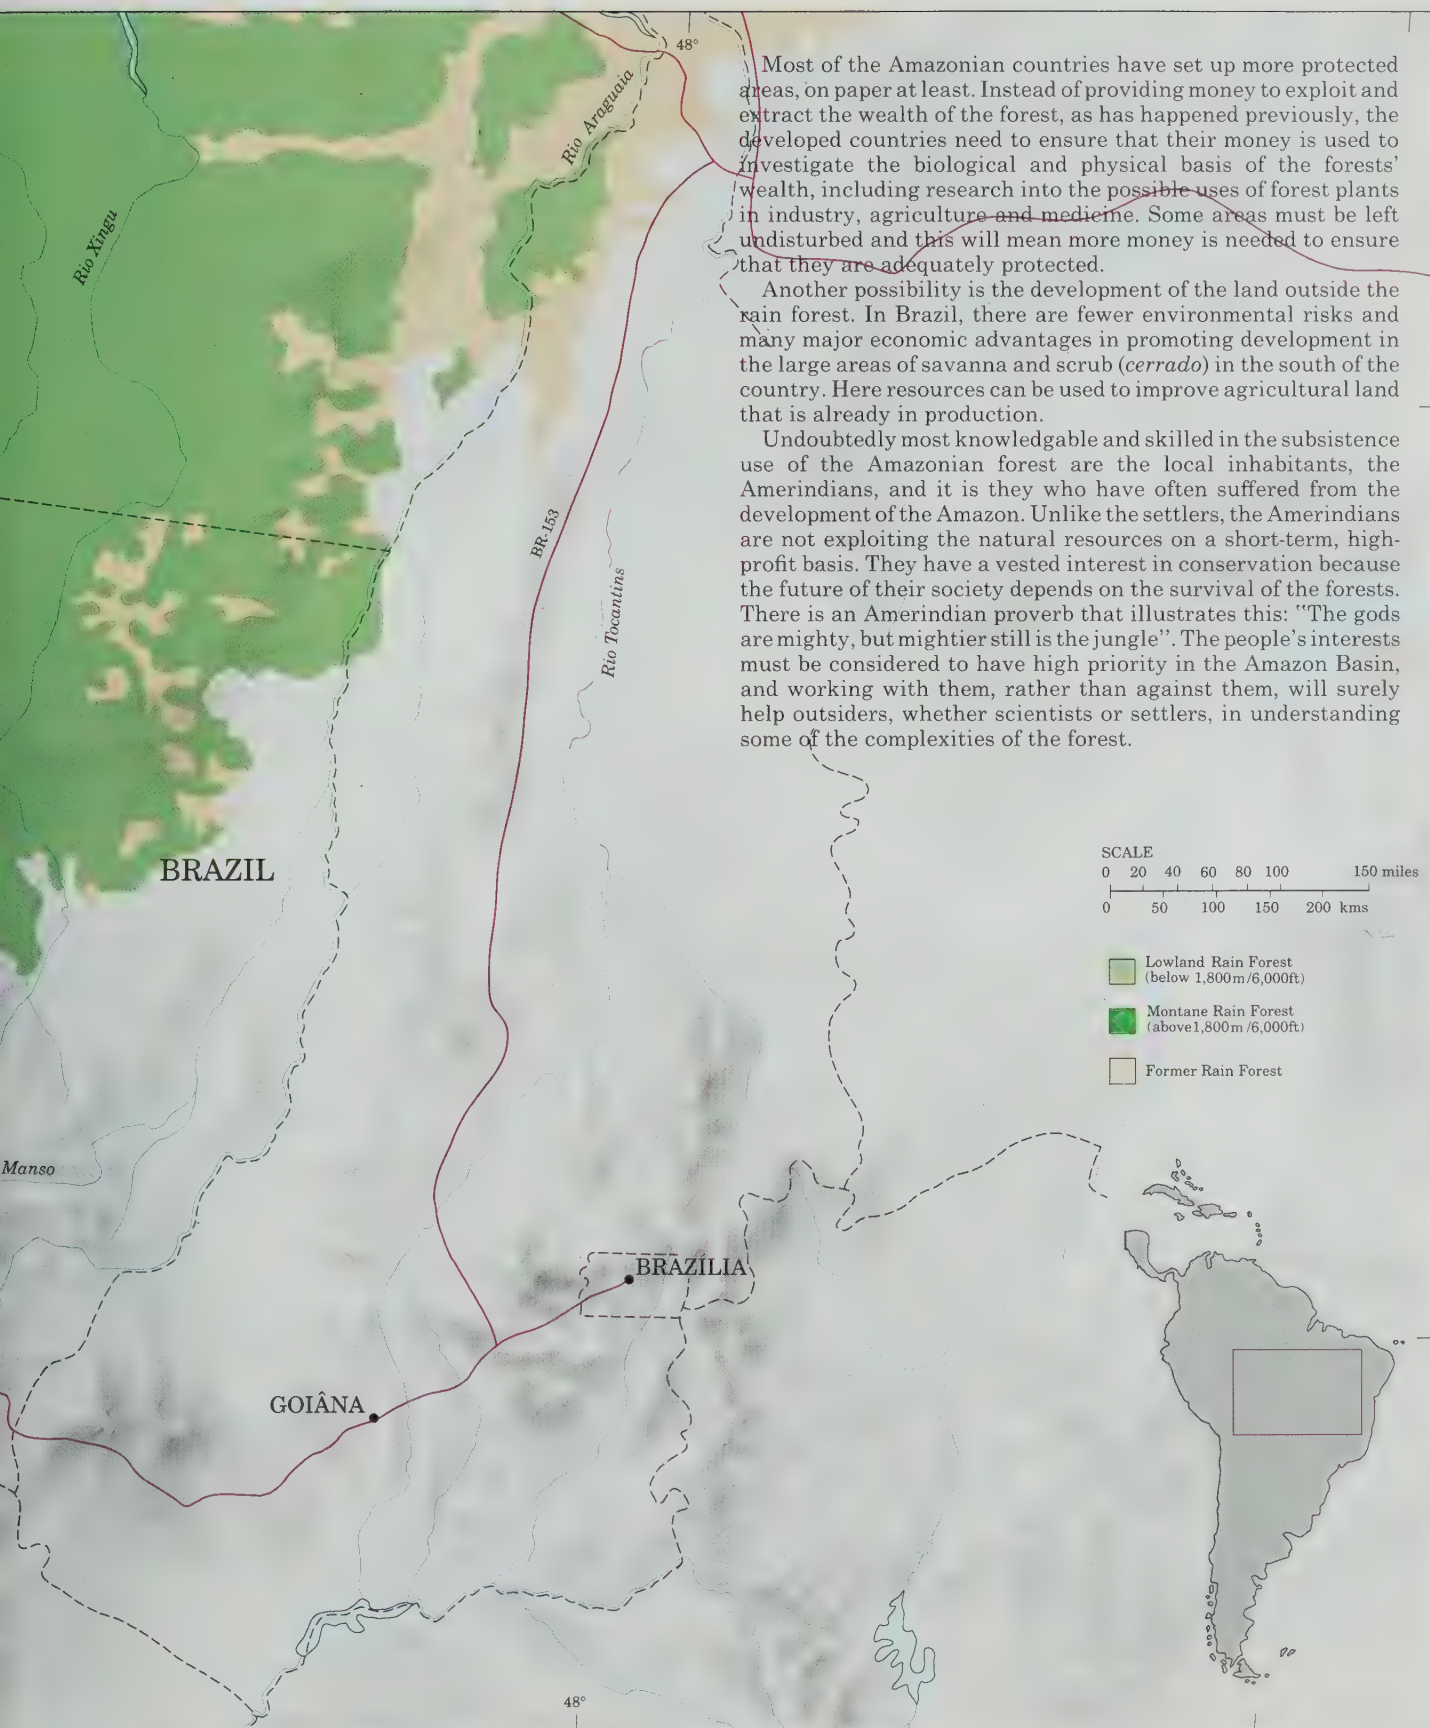 48°
Rio Araguaia
Rio Xingu
Most of the Amazonian countries have set up more protected
areas, on paper at least. Instead of providing money to exploit and
extract the wealth of the forest, as has happened previously, the
developed countries need to ensure that their money is used to
investigate the biological and physical basis of the forests'
wealth, including research into the possible uses of forest plants
in industry, agriculture and medicine. Some areas must be left
undisturbed and this will mean more money is needed to ensure
that they are adequately protected.
Another possibility is the development of the land outside the
rain forest. In Brazil, there are fewer environmental risks and
many major economic advantages in promoting development in
the large areas of savanna and scrub (cerrado) in the south of the
country. Here resources can be used to improve agricultural land
that is already in production.
Undoubtedly most knowledgable and skilled in the subsistence
use of the Amazonian forest are the local inhabitants, the
Amerindians, and it is they who have often suffered from the
development of the Amazon. Unlike the settlers, the Amerindians
are not exploiting the natural resources on a short-term, high-
profit basis. They have a vested interest in conservation because
the future of their society depends on the survival of the forests.
There is an Amerindian proverb that illustrates this: "The gods
are mighty, but mightier still is the jungle". The people's interests
must be considered to have high priority in the Amazon Basin,
and working with them, rather than against them, will surely
help outsiders, whether scientists or settlers, in understanding
some of the complexities of the forest.
BR-153
Rio Tocantins
BRAZIL
SCALE
0 20 40 60 80 100 150 miles
0 50 100 150 200 kms
Lowland Rain Forest
(below 1,800m/6,000ft)
Montane Rain Forest
(above 1,800m/6,000ft)
Former Rain Forest
Manso
BRAZÍLIA
GOIÂNA
48°